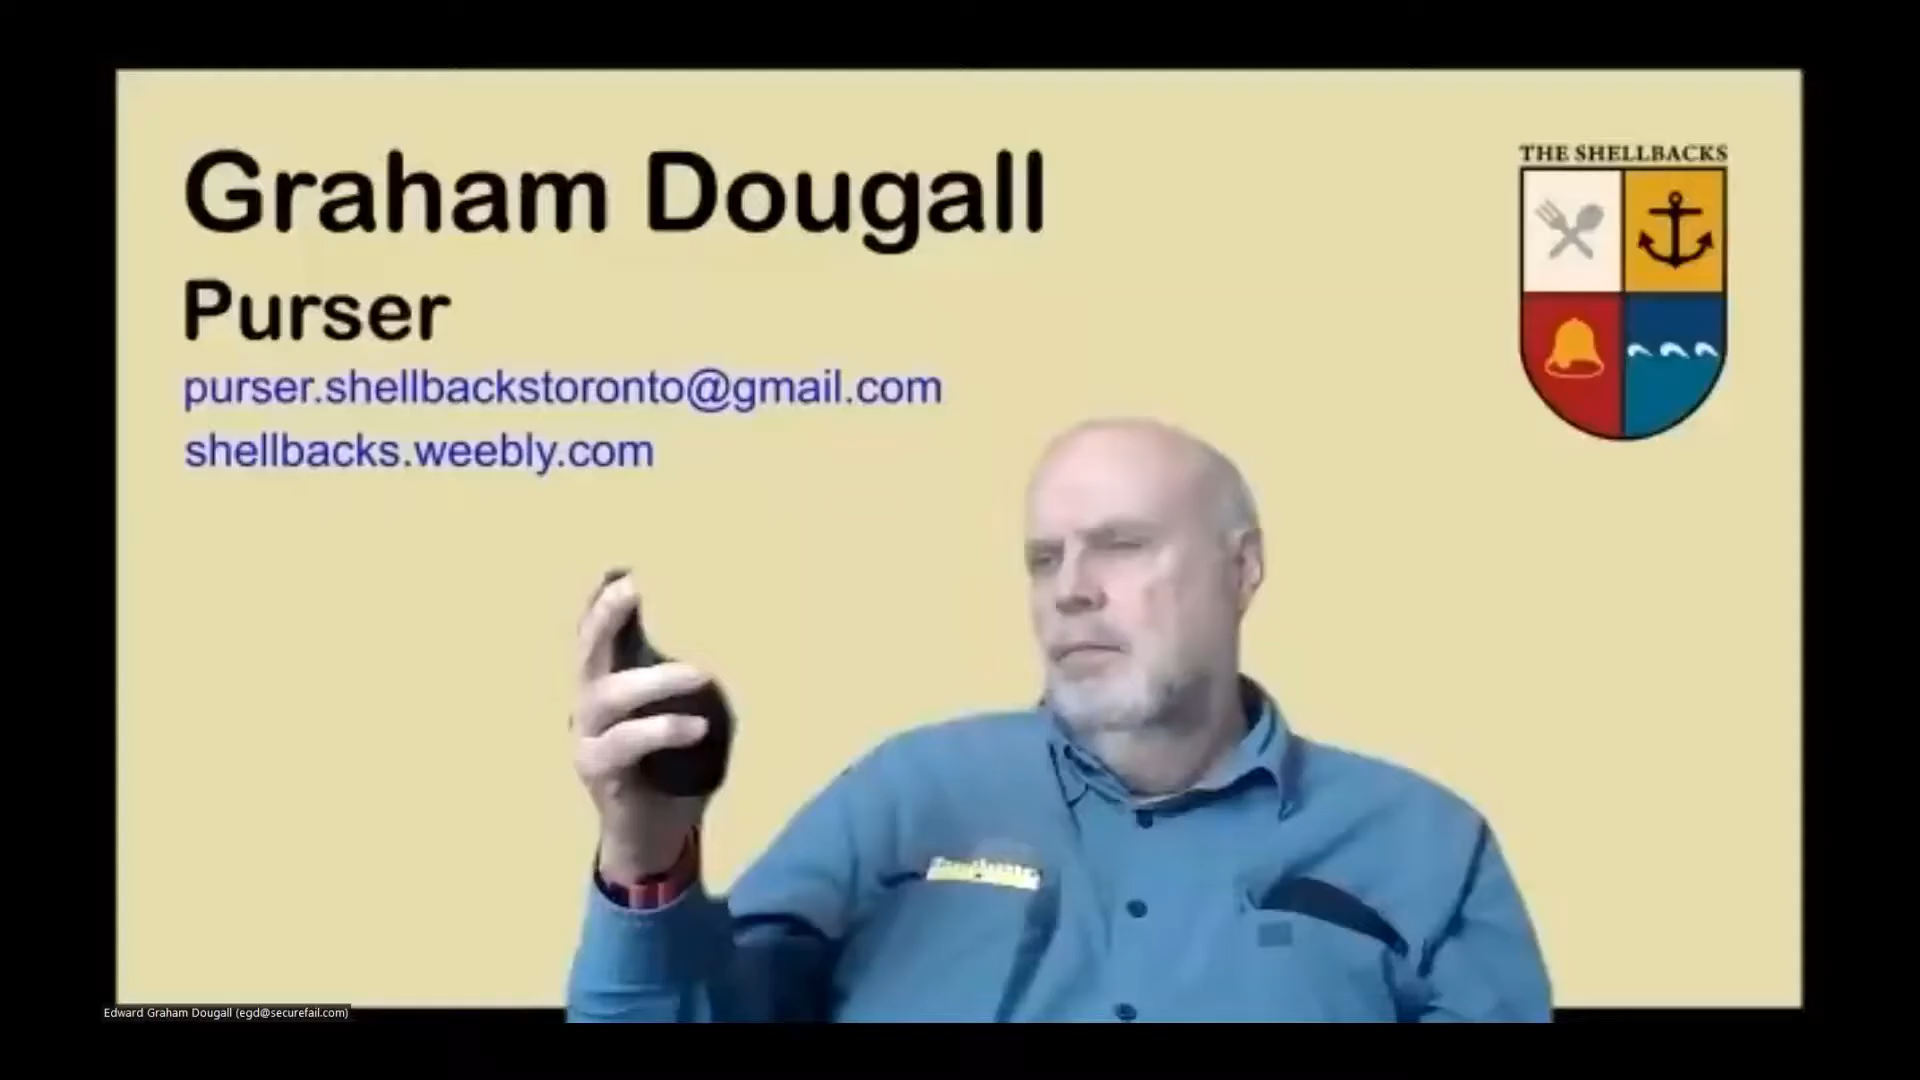 Graham Dougall
THE SHELLBACKS
Purser
purser.shellbackstoronto@gmail.com
shellbacks.weebly.com
Edward Graham Dougall (egd@securefail.com)